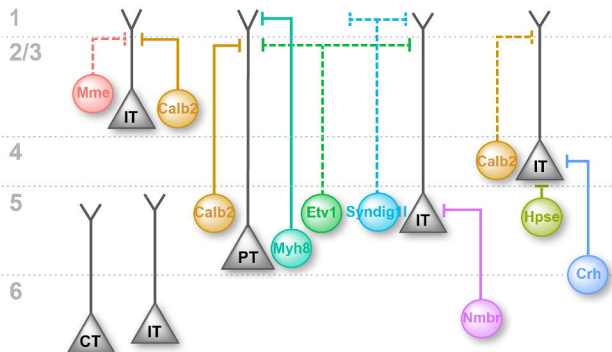 1
2/3
Mme
IT
Calb2
4
Calb2
IT
5
Calb2
Etv1
Syndig1l
IT
Hpse
PT
Myh8
Crh
6
Nmbr
CT
IT